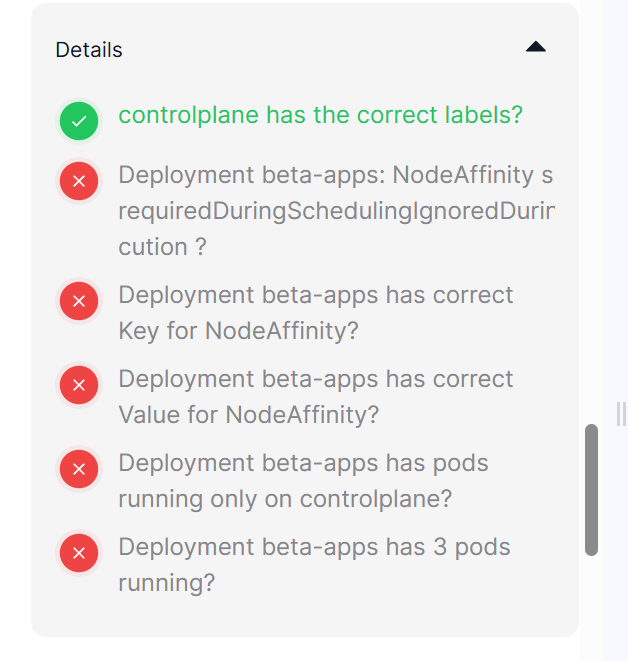 Details
controlplane has the correct labels?
Deployment beta-apps: NodeAffinity s
requiredDuringSchedulingIgnoredDurin
cution ?
Deployment beta-apps has correct
Key for NodeAffinity?
Deployment beta-apps has correct
Value for NodeAffinity?
Deployment beta-apps has pods
running only on controlplane?
Deployment beta-apps has 3 pods
running?